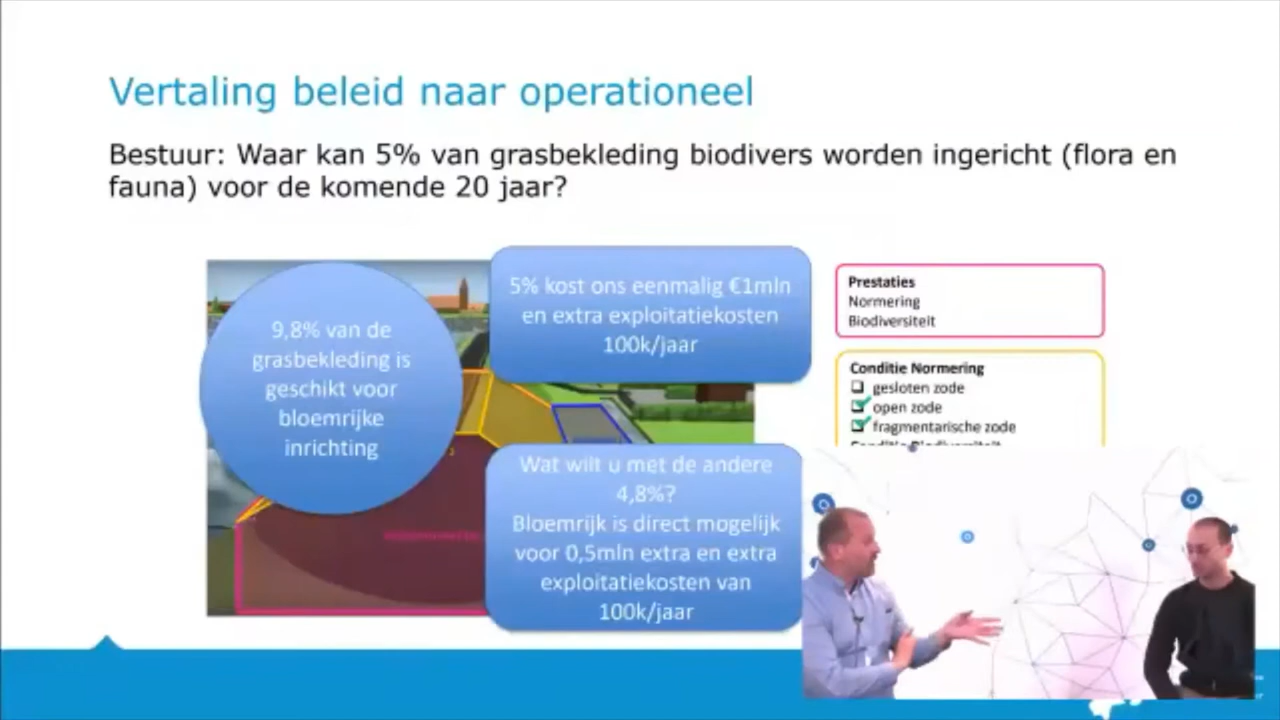 Vertaling beleid naar operationeel
Bestuur: Waar kan 5% van grasbekleding biodivers worden ingericht (flora en
fauna) voor de komende 20 jaar?
9,8% van de
grasbekleding is
geschikt voor
bloemrijke
inrichting
5% kost ons eenmalig €1mln
en extra exploitatiekosten
100k/jaar
Wat wilt u met de andere
4,8%?
Bloemrijk is direct mogelijk
voor 0,5mln extra en extra
exploitatiekosten van
100k/jaar
Prestaties
Normering
Biodiversiteit
Conditie Normering
gesloten zode
open zode
fragmentarische zode